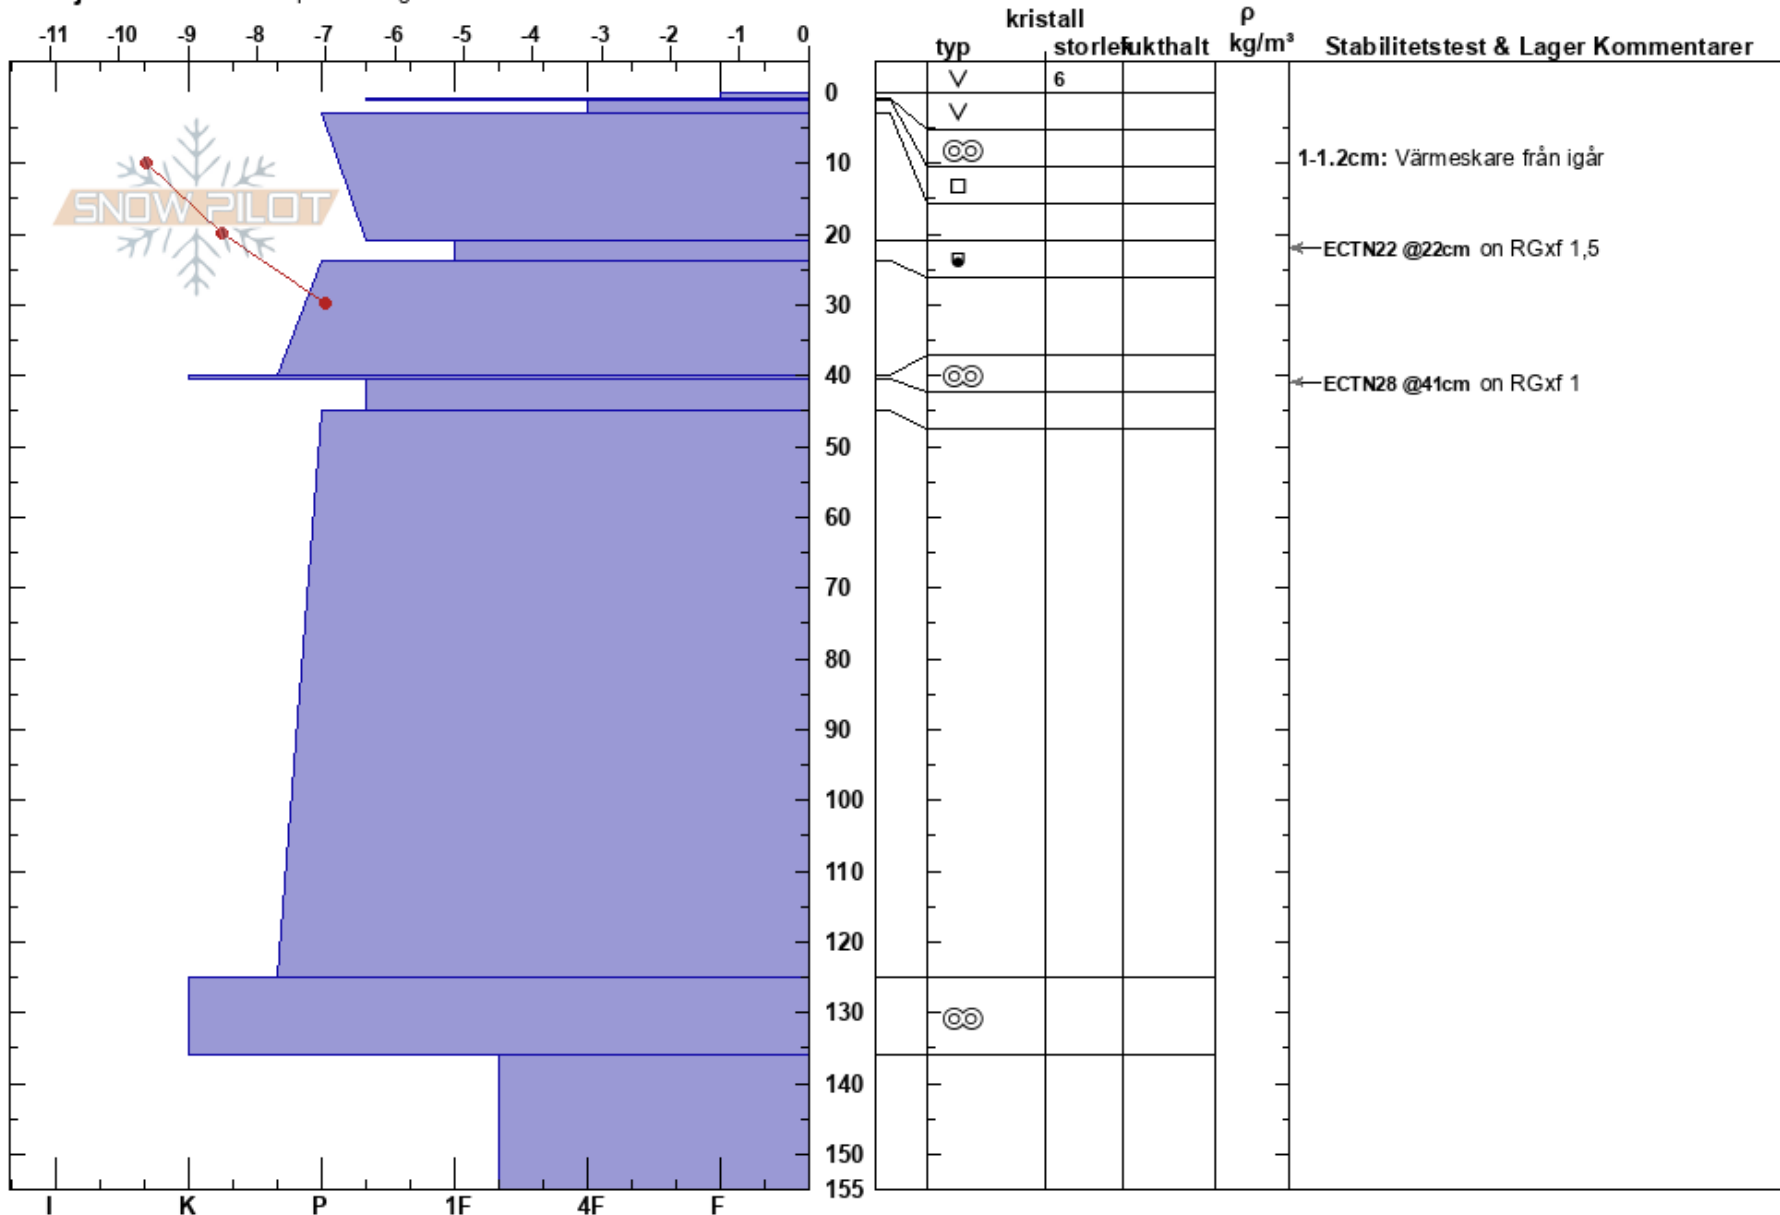 kristall ρ
-11 -10 -9 -8 -7 -6 -5 -4 -3 -2 -1 0
typ storlek fukthalt kg/m³ Stabilitetstest & Lager Kommentarer
6
0
10
1-1.2cm: Värmeskare från igår
SNOW PILOT
20
ECTN22 @22cm on RGxf 1,5
30
40
ECTN28 @41cm on RGxf 1
50
60
70
80
90
100
110
120
130
140
150
155
I K P 1F 4F F